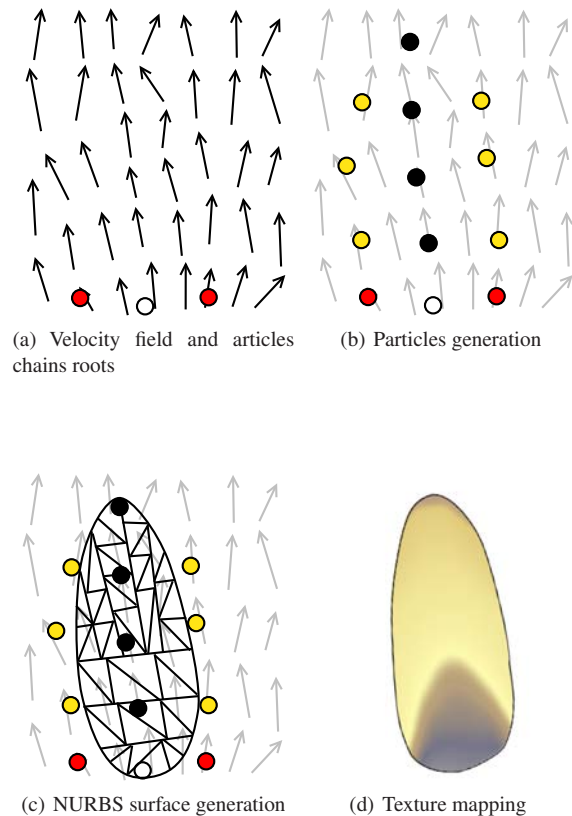 (a) Velocity field and articles
chains roots
(b) Particles generation
(c) NURBS surface generation
(d) Texture mapping